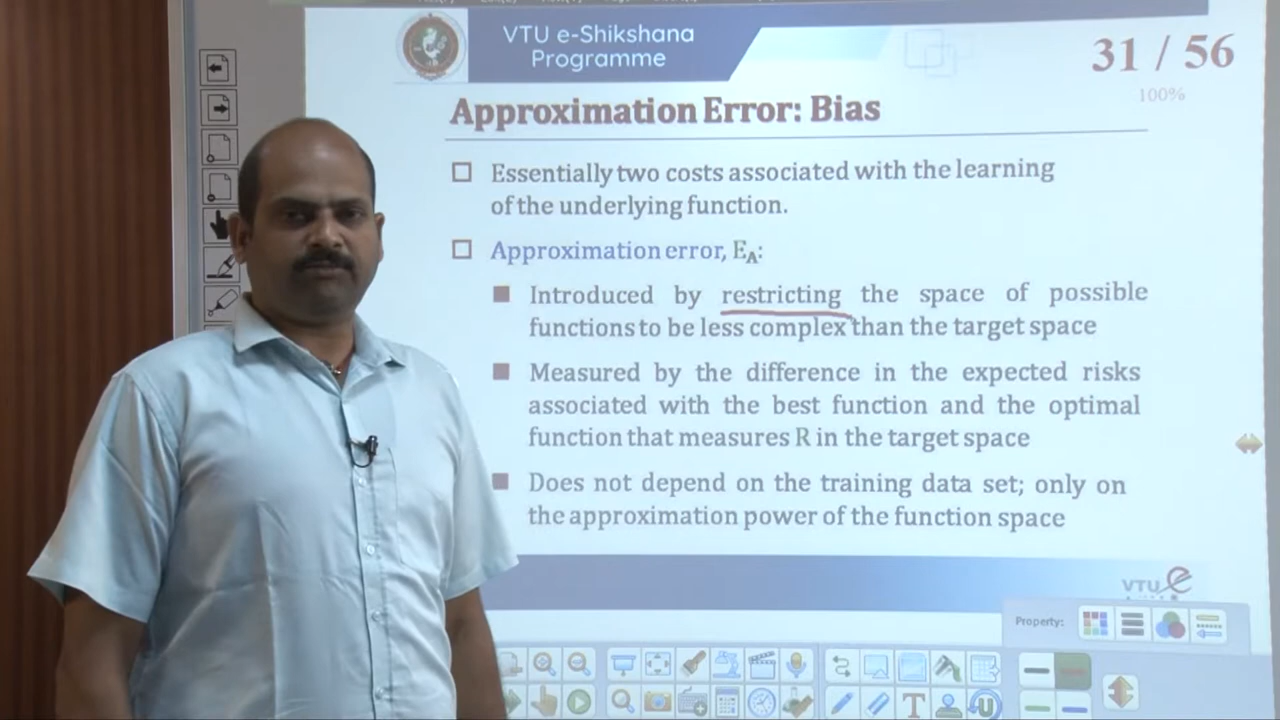 VTU e-Shikshana
Programme
31 / 56
100%
Approximation Error: Bias
Essentially two costs associated with the learning
of the underlying function.
Approximation error, EA:
Introduced by restricting the space of possible
functions to be less complex than the target space
Measured by the difference in the expected risks
associated with the best function and the optimal
function that measures R in the target space
Does not depend on the training data set; only on
the approximation power of the function space
VTU e
Property:
T